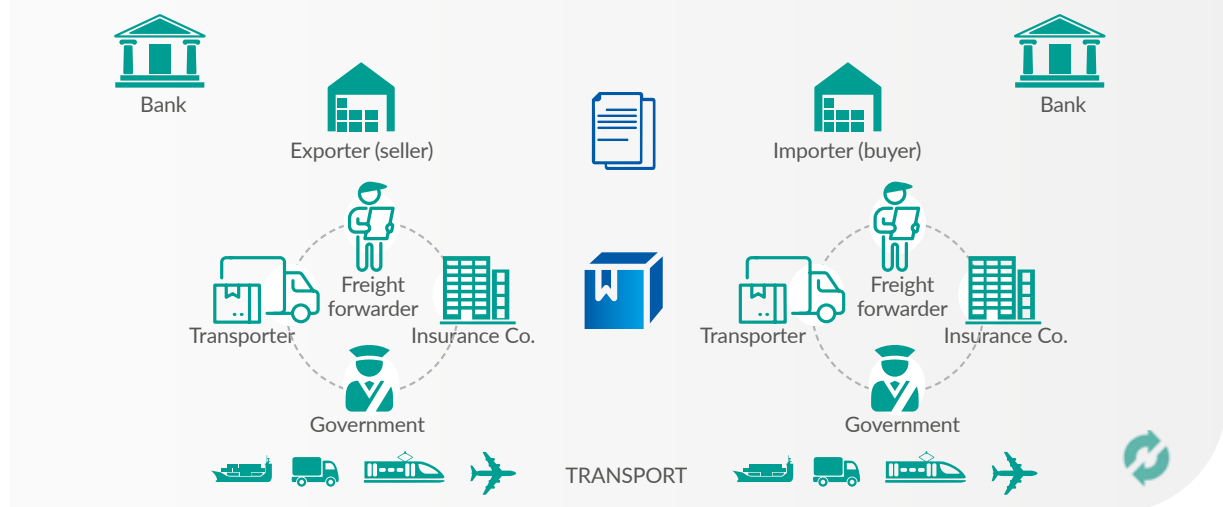 Bank
Bank
Exporter (seller)
Importer (buyer)
Freight
forwarder
Freight
forwarder
Transporter
Insurance Co.
Transporter
Insurance Co.
Government
Government
TRANSPORT